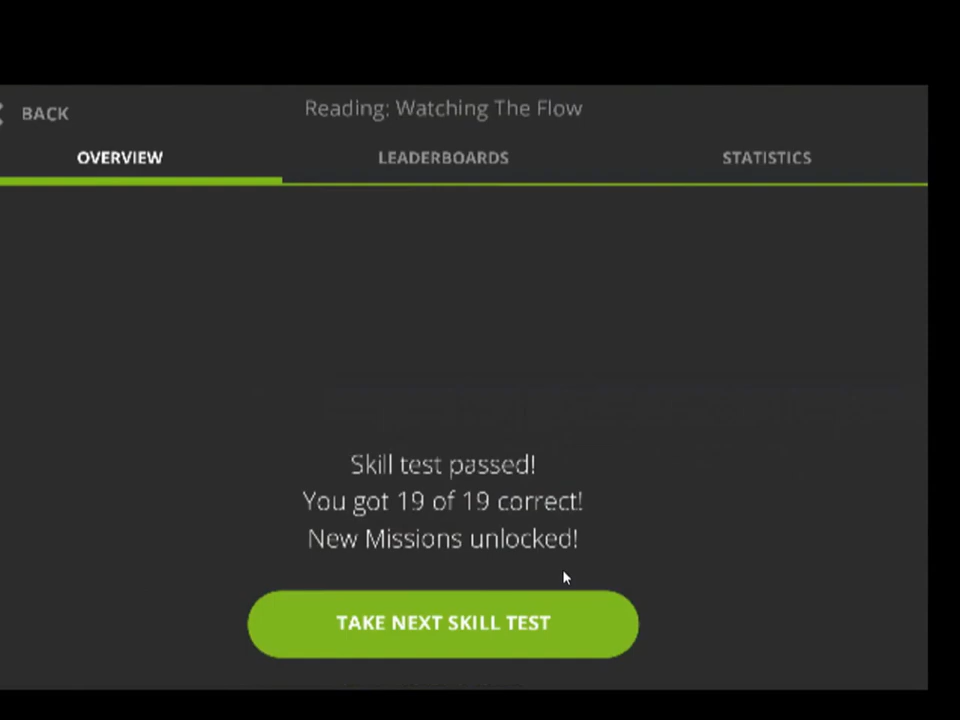 BACK
Reading: Watching The Flow
OVERVIEW
LEADERBOARDS
STATISTICS
Skill test passed!
You got 19 of 19 correct!
New Missions unlocked!
TAKE NEXT SKILL TEST